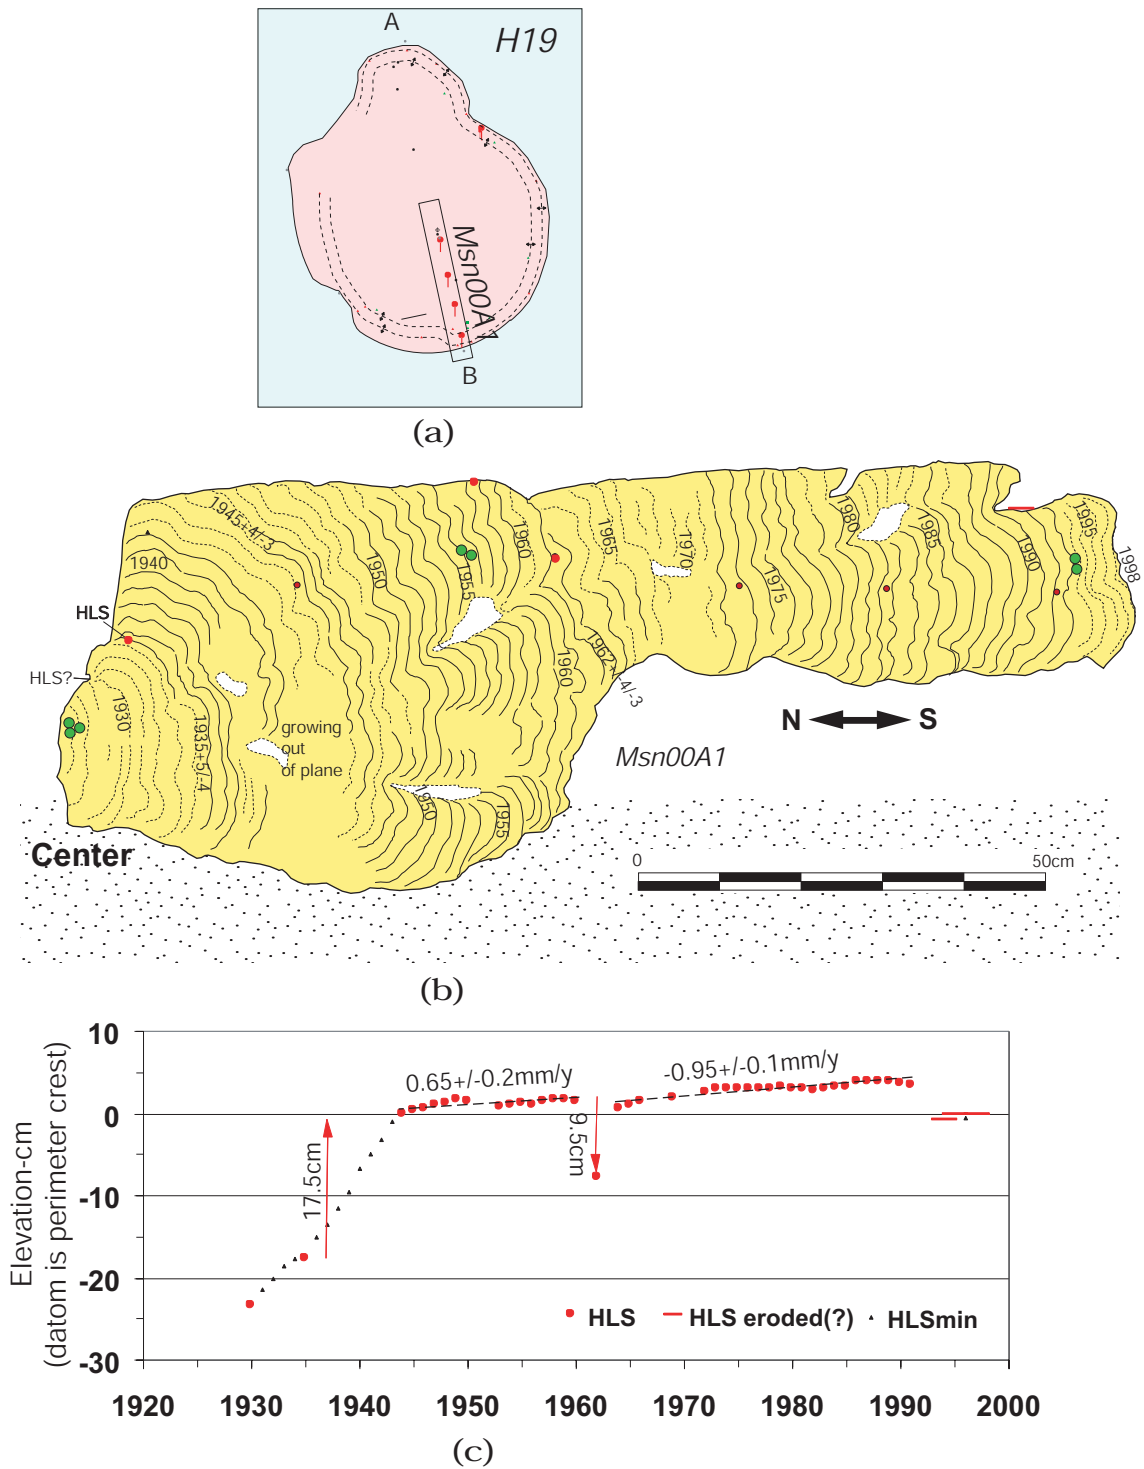 A
H19
Msn00A1
B
(a)
1945+4/-3
1940
1950
1955
1960
1965
1970
1975
1980
1985
1990
1995
1998
HLS
HLS?
1930
1935+5/-4
growing
out
of plane
1960
1962+-4/-3
1950
1955
N S
Msn00A1
Center
0 50cm
(b)
Elevation-cm
(datom is perimeter crest)
10
0
-10
-20
-30
17.5cm
0.65+/-0.2mm/y
9.5cm
-0.95+/-0.1mm/y
HLS HLS eroded(?) HLSmin
1920 1930 1940 1950 1960 1970 1980 1990 2000
(c)